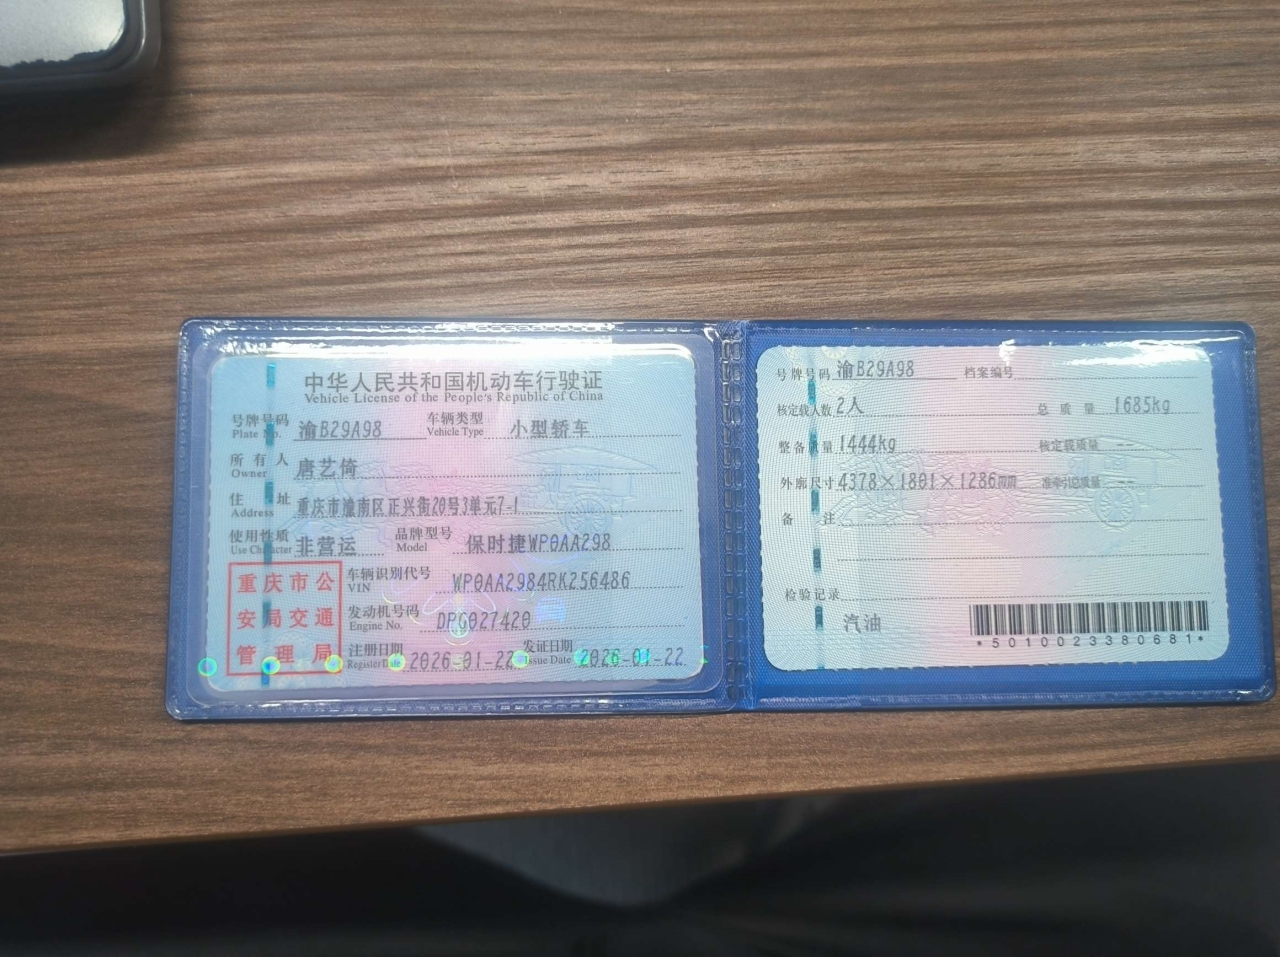 中华人民共和国机动车行驶证
Vehicle License of the People's Republic of China
号牌号码 渝B29A98 车辆类型 小型轿车
Plate No. Vehicle Type
所有人 唐艺倚
Owner
住址 重庆市潼南区正兴街20号3单元7-1
Address
使用性质 非营运 品牌型号 保时捷WP0AA298
Use Character Model
重庆市公
安局交通
管理局
车辆识别代号 WP0AA2984RK256486
VIN
发动机号码 DPG027420
Engine No.
注册日期 2026-01-22 发证日期 2026-01-22
Register Date Issue Date
号牌号码 渝B29A98 档案编号
核定载人数 2人 总质量 1685kg
整备质量 1444kg 核定载质量 --
外廓尺寸 4378×1801×1286mm 准牵引总质量 --
备注
检验记录
汽油
*5010023380681*